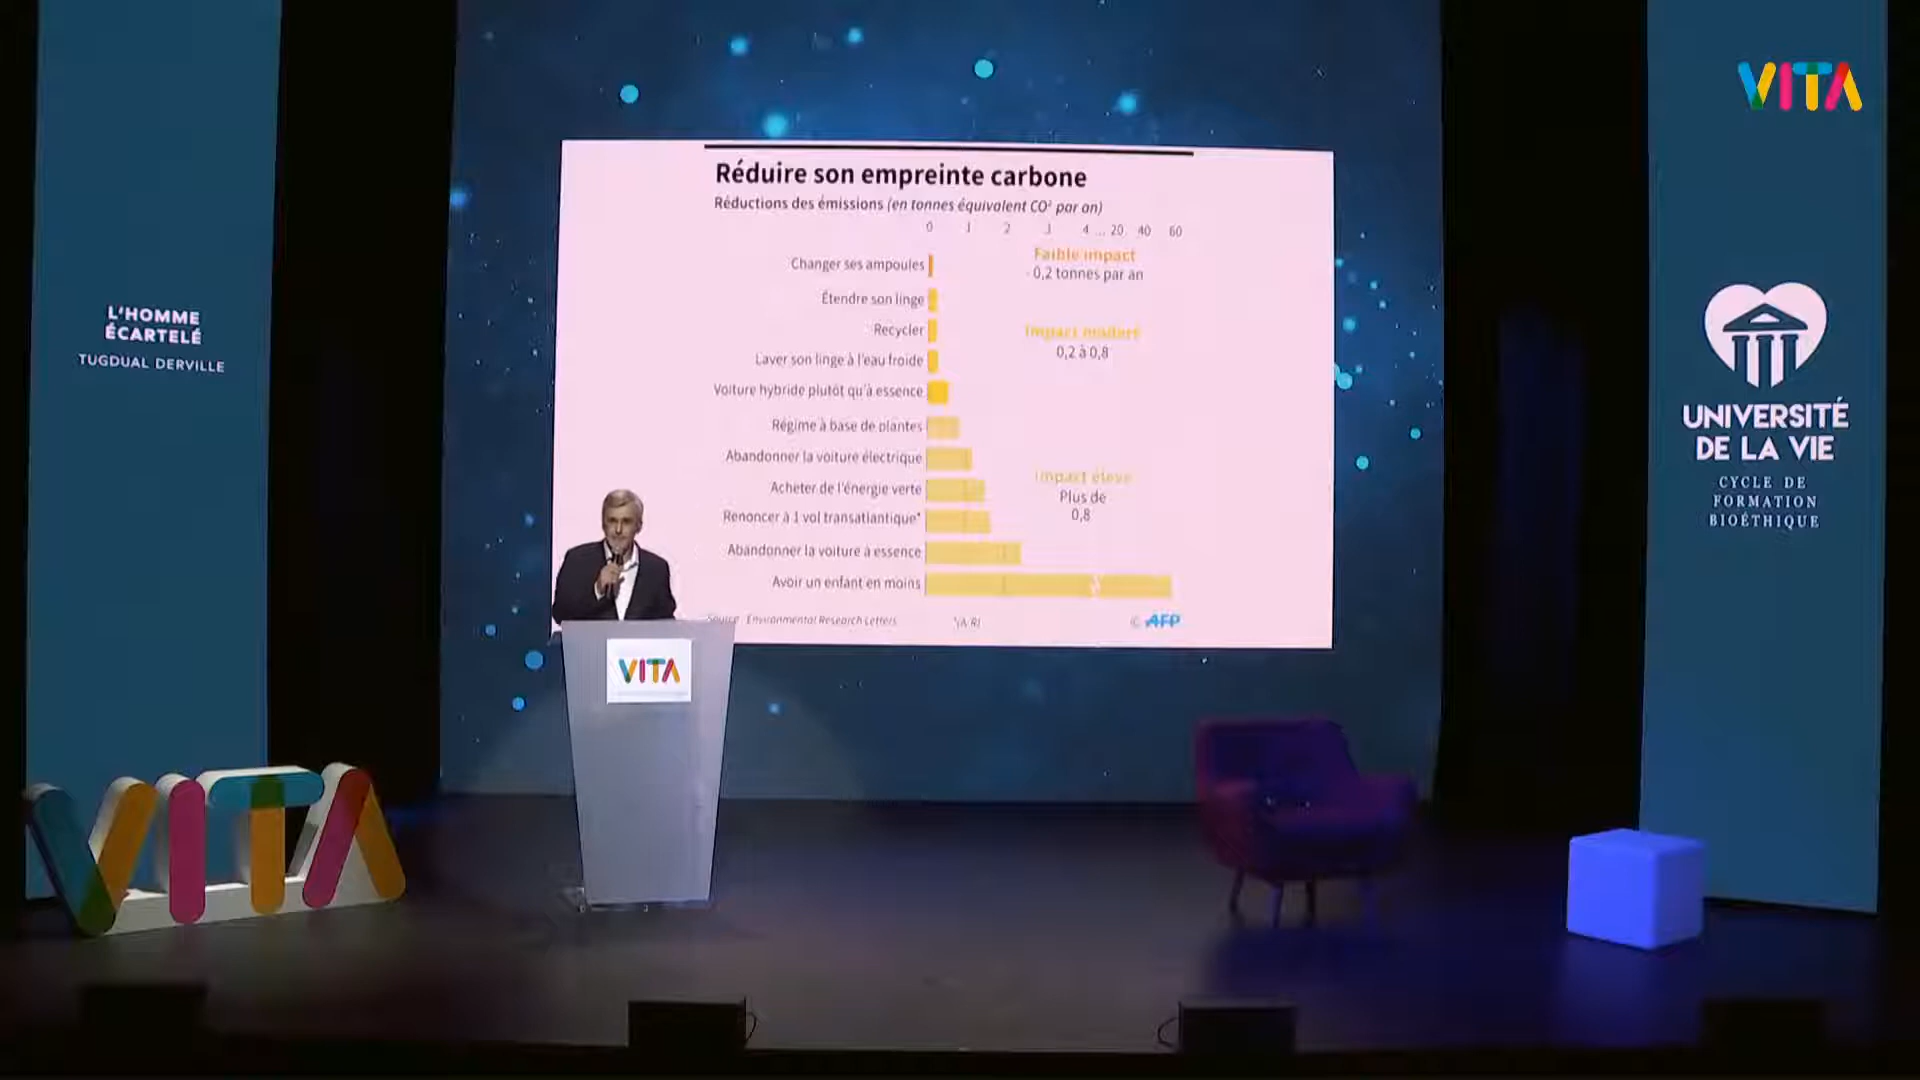 VITA
L'HOMME
ÉCARTELÉ
TUGDUAL DERVILLE
Réduire son empreinte carbone
Réductions des émissions (en tonnes équivalent CO² par an)
0 1 2 3 4 ... 20 40 60
Changer ses ampoules
Faible impact
- 0,2 tonnes par an
Étendre son linge
Recycler
Impact modéré
0,2 à 0,8
Laver son linge à l'eau froide
Voiture hybride plutôt qu'à essence
Régime à base de plantes
Abandonner la voiture électrique
Acheter de l'énergie verte
Impact élevé
Plus de
0,8
Renoncer à 1 vol transatlantique*
Abandonner la voiture à essence
Avoir un enfant en moins
Source : Environmental Research Letters
*(A/R)
© AFP
VITA
UNIVERSITÉ
DE LA VIE
CYCLE DE
FORMATION
BIOÉTHIQUE
VITA